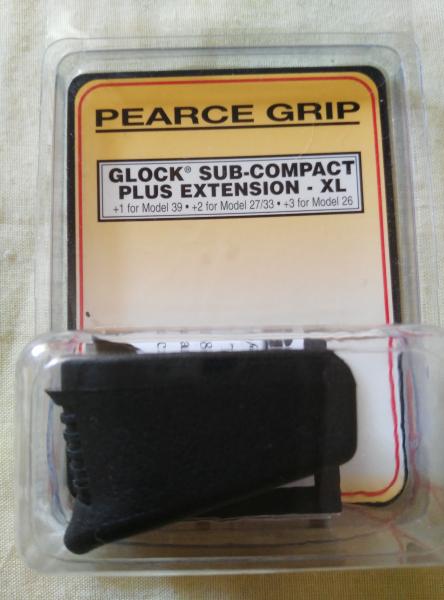 PEARCE GRIP
GLOCK® SUB-COMPACT
PLUS EXTENSION - XL
+1 for Model 39 • +2 for Model 27/33 • +3 for Model 26